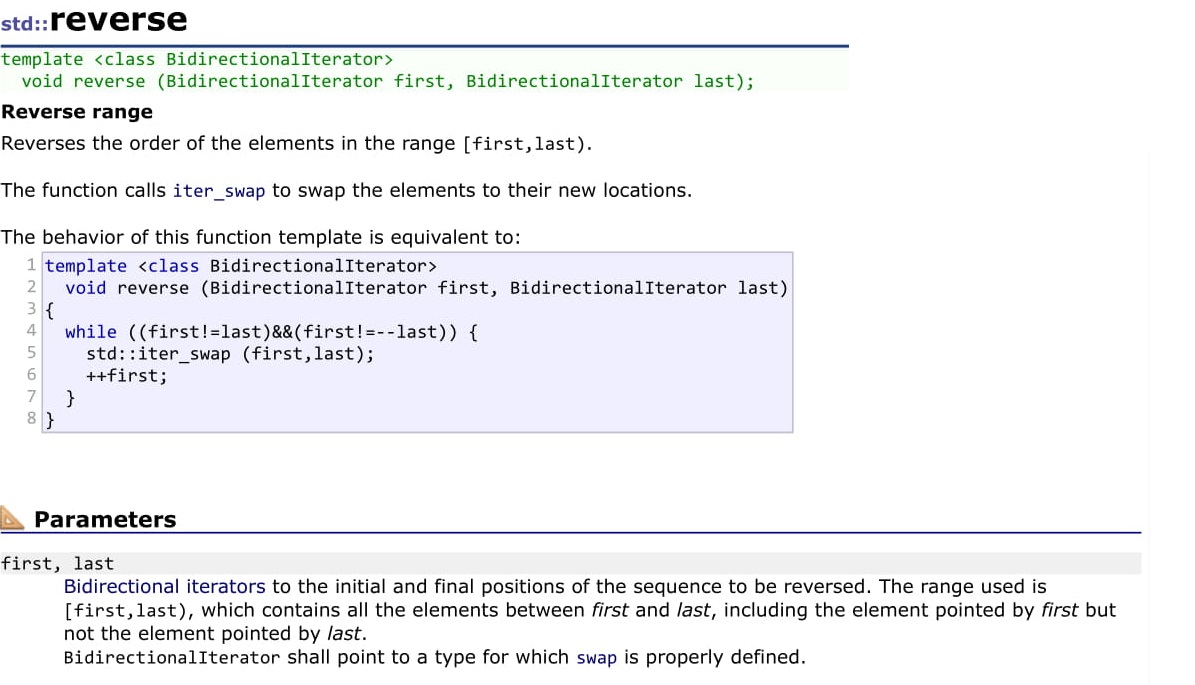 std::reverse
template <class BidirectionalIterator>
  void reverse (BidirectionalIterator first, BidirectionalIterator last);
Reverse range
Reverses the order of the elements in the range [first,last).
The function calls iter_swap to swap the elements to their new locations.
The behavior of this function template is equivalent to:
1 template <class BidirectionalIterator>
2   void reverse (BidirectionalIterator first, BidirectionalIterator last)
3 {
4   while ((first!=last)&&(first!=--last)) {
5     std::iter_swap (first,last);
6     ++first;
7   }
8 }
Parameters
first, last
Bidirectional iterators to the initial and final positions of the sequence to be reversed. The range used is
[first,last), which contains all the elements between first and last, including the element pointed by first but
not the element pointed by last.
BidirectionalIterator shall point to a type for which swap is properly defined.